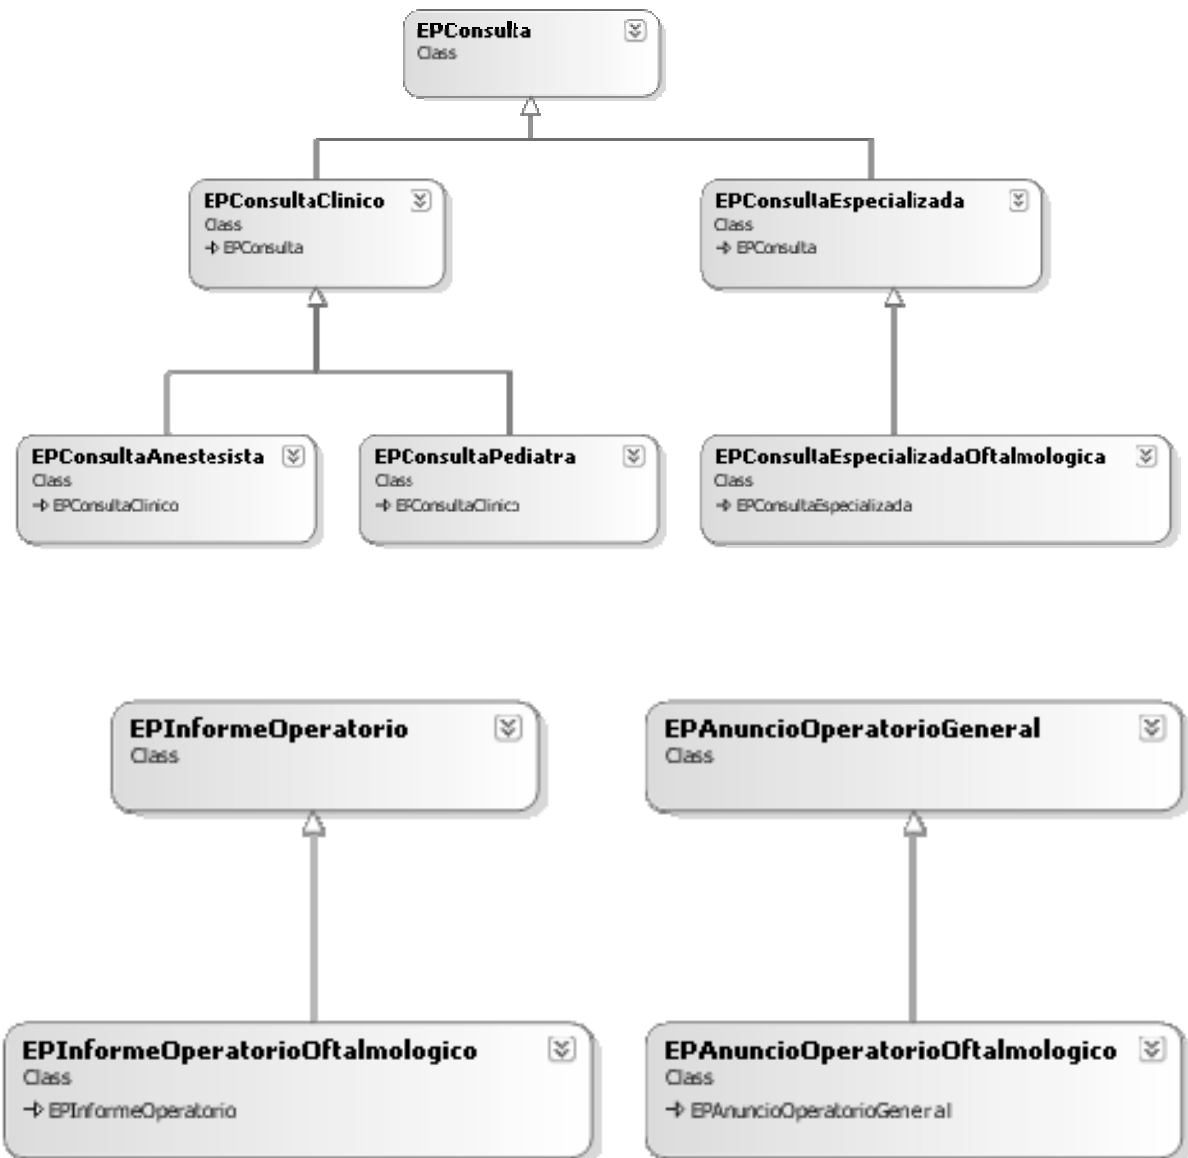 EPConsulta
Class
EPConsultaClinico
Class
EPConsulta
EPConsultaEspecializada
Class
EPConsulta
EPConsultaAnestesista
Class
EPConsultaClinico
EPConsultaPediatra
Class
EPConsultaClinico
EPConsultaEspecializadaOftalmologica
Class
EPConsultaEspecializada
EPInformeOperatorio
Class
EPAnuncioOperatorioGeneral
Class
EPInformeOperatorioOftalmologico
Class
EPInformeOperatorio
EPAnuncioOperatorioOftalmologico
Class
EPAnuncioOperatorioGeneral